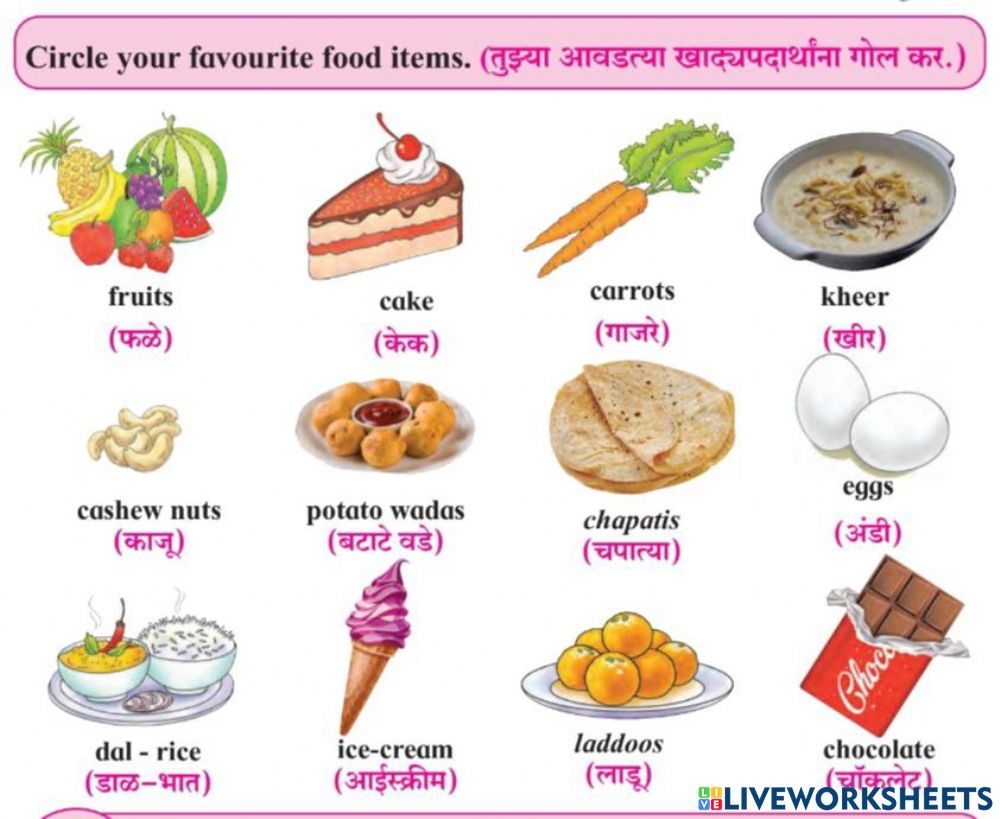 Circle your favourite food items. (तुझ्या आवडत्या खाद्यपदार्थांना गोल कर.)
fruits
(फळे)
cake
(केक)
carrots
(गाजरे)
kheer
(खीर)
cashew nuts
(काजू)
potato wadas
(बटाटे वडे)
chapatis
(चपात्या)
eggs
(अंडी)
dal - rice
(डाळ-भात)
ice-cream
(आईस्क्रीम)
laddoos
(लाडू)
Choco
chocolate
(चॉकलेट)
LIVE LIVEWORKSHEETS